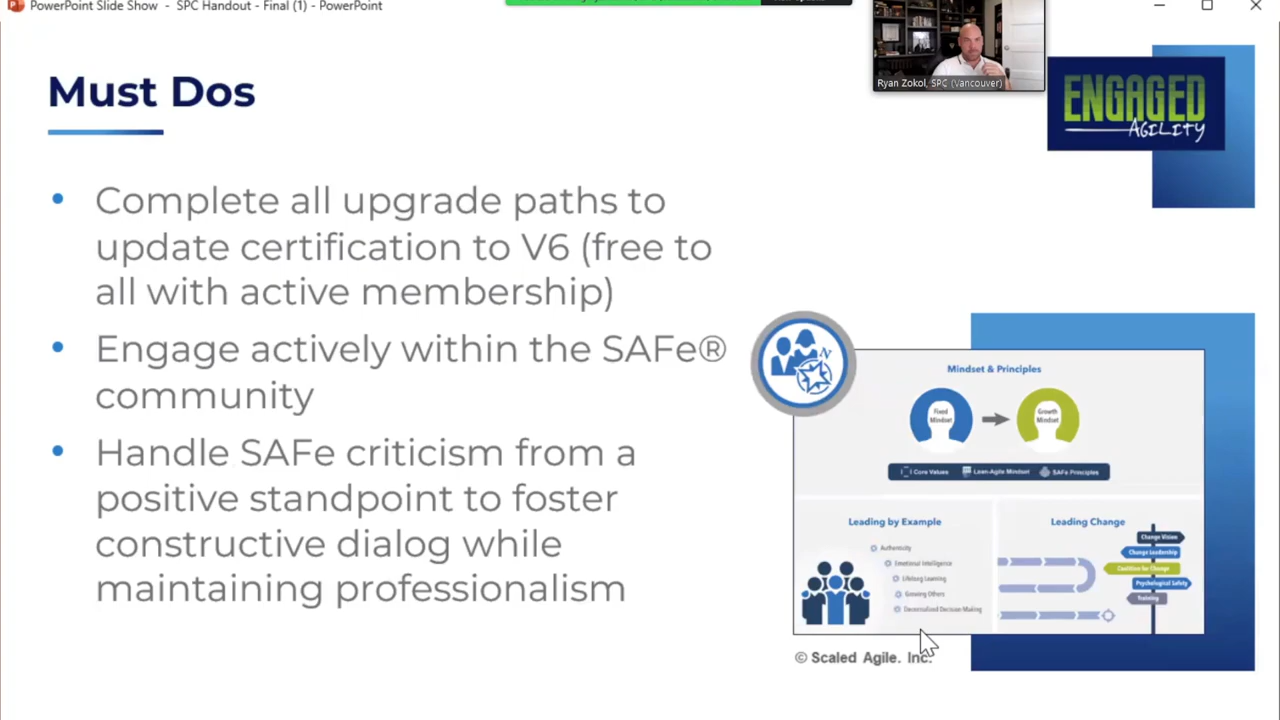 PowerPoint Slide Show - SPC Handout - Final (1) - PowerPoint
Ryan Zokol, SPC (Vancouver)
ENGAGED
AGILITY
Must Dos
• Complete all upgrade paths to
update certification to V6 (free to
all with active membership)
• Engage actively within the SAFe®
community
• Handle SAFe criticism from a
positive standpoint to foster
constructive dialog while
maintaining professionalism
Mindset & Principles
Fixed
Mindset
Growth
Mindset
Core Values
Lean-Agile Mindset
SAFe Principles
Leading by Example
Authenticity
Emotional Intelligence
Lifelong Learning
Growing Others
Decentralized Decision-Making
Leading Change
Change Vision
Change Leadership
Coalition for Change
Psychological Safety
Training
N
© Scaled Agile. Inc.